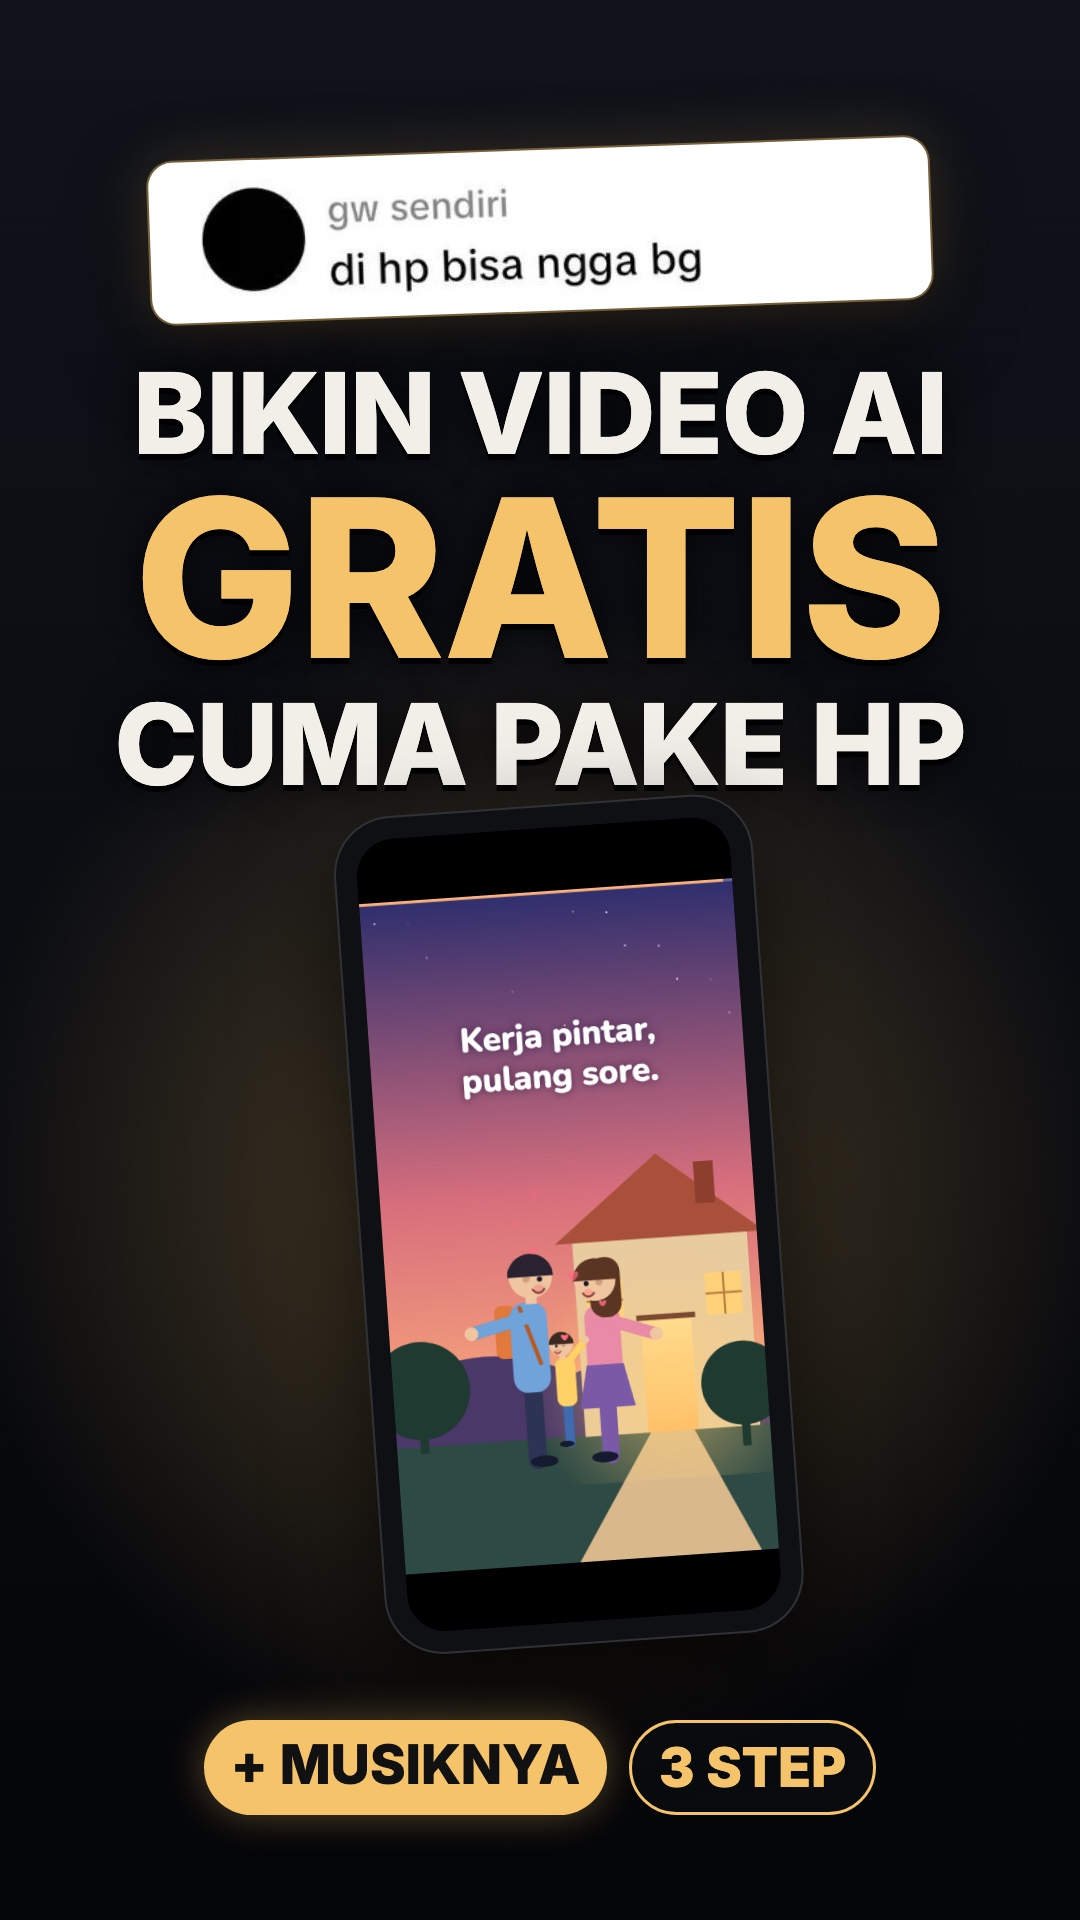 gw sendiri
di hp bisa ngga bg
BIKIN VIDEO AI
GRATIS
CUMA PAKE HP
Kerja pintar,
pulang sore.
+ MUSIKNYA
3 STEP